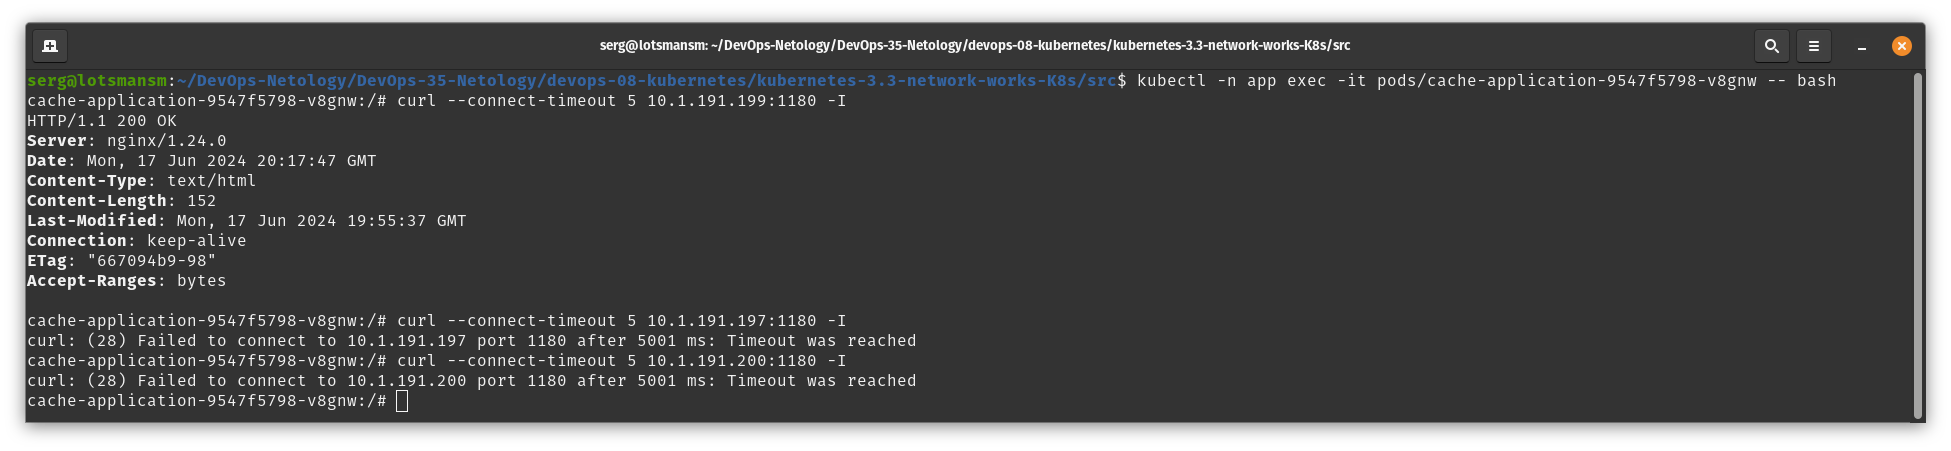 serg@lotsmansm: ~/DevOps-Netology/DevOps-35-Netology/devops-08-kubernetes/kubernetes-3.3-network-works-K8s/src
serg@lotsmansm:~/DevOps-Netology/DevOps-35-Netology/devops-08-kubernetes/kubernetes-3.3-network-works-K8s/src$ kubectl -n app exec -it pods/cache-application-9547f5798-v8gnw -- bash
cache-application-9547f5798-v8gnw:/# curl --connect-timeout 5 10.1.191.199:1180 -I
HTTP/1.1 200 OK
Server: nginx/1.24.0
Date: Mon, 17 Jun 2024 20:17:47 GMT
Content-Type: text/html
Content-Length: 152
Last-Modified: Mon, 17 Jun 2024 19:55:37 GMT
Connection: keep-alive
ETag: "667094b9-98"
Accept-Ranges: bytes
cache-application-9547f5798-v8gnw:/# curl --connect-timeout 5 10.1.191.197:1180 -I
curl: (28) Failed to connect to 10.1.191.197 port 1180 after 5001 ms: Timeout was reached
cache-application-9547f5798-v8gnw:/# curl --connect-timeout 5 10.1.191.200:1180 -I
curl: (28) Failed to connect to 10.1.191.200 port 1180 after 5001 ms: Timeout was reached
cache-application-9547f5798-v8gnw:/#